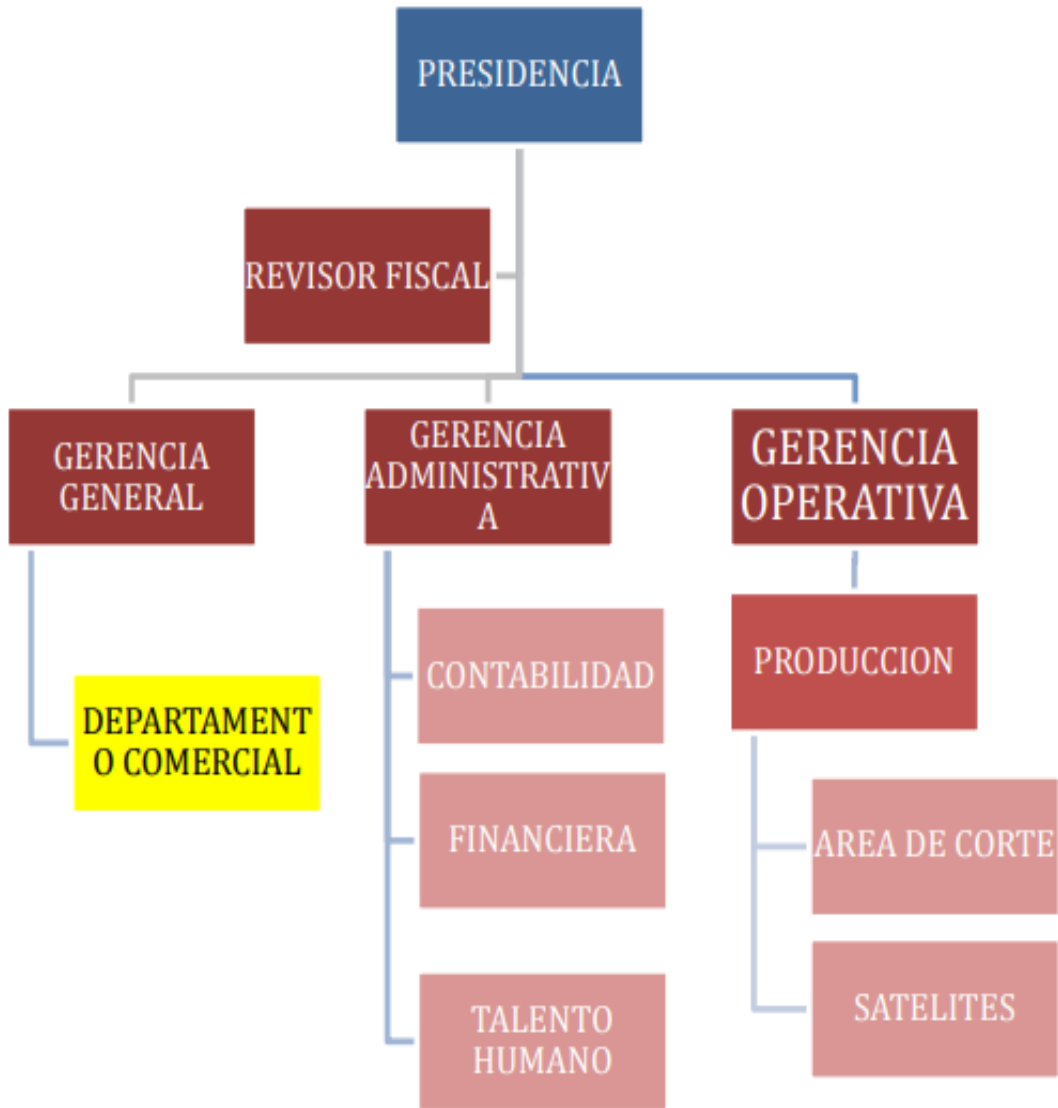 PRESIDENCIA
REVISOR FISCAL
GERENCIA
GENERAL
GERENCIA
ADMINISTRATIV
A
GERENCIA
OPERATIVA
DEPARTAMENT
O COMERCIAL
CONTABILIDAD
FINANCIERA
TALENTO
HUMANO
PRODUCCION
AREA DE CORTE
SATELITES